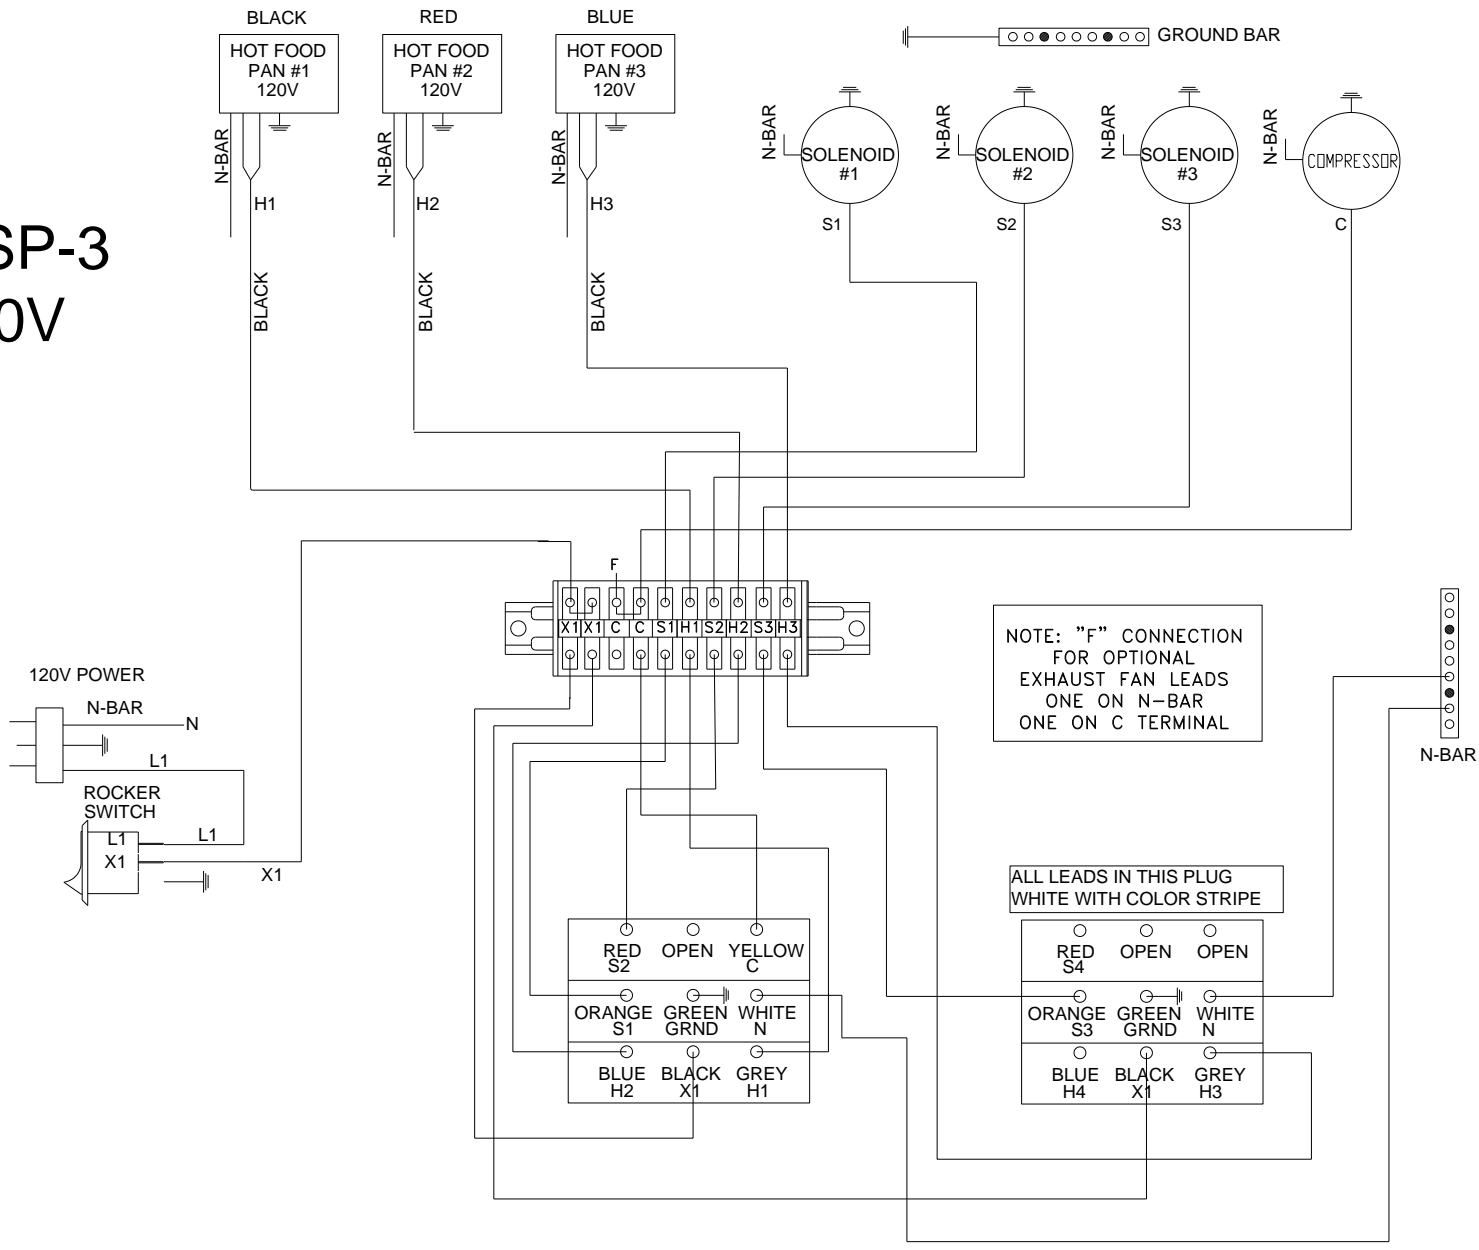 BLACK
RED
BLUE
HOT FOOD
PAN #1
120V
HOT FOOD
PAN #2
120V
HOT FOOD
PAN #3
120V
GROUND BAR
N-BAR
N-BAR
N-BAR
N-BAR
N-BAR
N-BAR
N-BAR
SOLENOID
#1
SOLENOID
#2
SOLENOID
#3
COMPRESSOR
H1
H2
H3
S1
S2
S3
C
SP-3
0V
BLACK
BLACK
BLACK
F
X1 X1 C C S1 H1 S2 H2 S3 H3
NOTE: "F" CONNECTION
FOR OPTIONAL
EXHAUST FAN LEADS
ONE ON N-BAR
ONE ON C TERMINAL
120V POWER
N-BAR
N
L1
N-BAR
ROCKER
SWITCH
L1
L1
X1
X1
ALL LEADS IN THIS PLUG
WHITE WITH COLOR STRIPE
RED
S2
OPEN
YELLOW
C
ORANGE
S1
GREEN
GRND
WHITE
N
BLUE
H2
BLACK
X1
GREY
H1
RED
S4
OPEN
OPEN
ORANGE
S3
GREEN
GRND
WHITE
N
BLUE
H4
BLACK
X1
GREY
H3